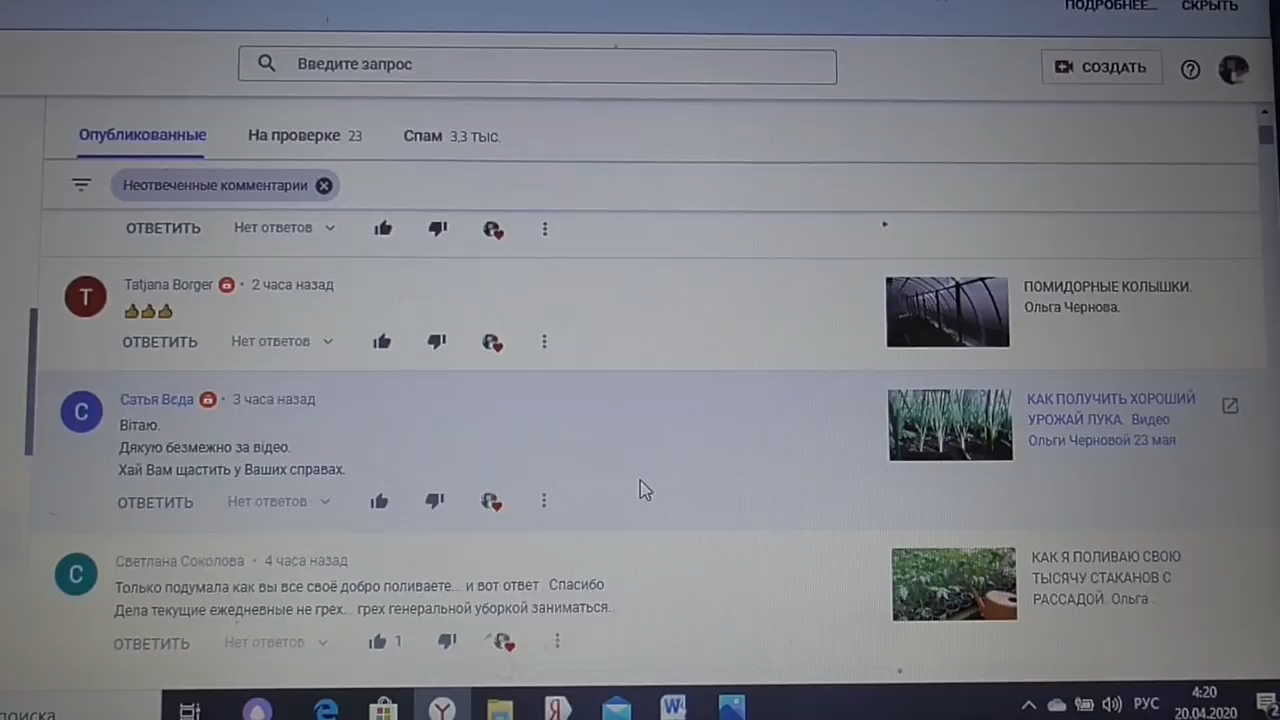 ПОДРОБНЕЕ... СКРЫТЬ
Введите запрос
СОЗДАТЬ
Опубликованные На проверке 23 Спам 3,3 тыс.
Неотвеченные комментарии
ОТВЕТИТЬ Нет ответов
T
Tatjana Borger • 2 часа назад
ОТВЕТИТЬ Нет ответов
ПОМИДОРНЫЕ КОЛЫШКИ.
Ольга Чернова.
С
Сатья Вєда • 3 часа назад
Вітаю.
Дякую безмежно за відео.
Хай Вам щастить у Ваших справах.
ОТВЕТИТЬ Нет ответов
КАК ПОЛУЧИТЬ ХОРОШИЙ
УРОЖАЙ ЛУКА. Видео
Ольги Черновой 23 мая
С
Светлана Соколова • 4 часа назад
Только подумала как вы все своё добро поливаете... и вот ответ. Спасибо
Дела текущие ежедневные не грех... грех генеральной уборкой заниматься.
ОТВЕТИТЬ Нет ответов 1
КАК Я ПОЛИВАЮ СВОЮ
ТЫСЯЧУ СТАКАНОВ С
РАССАДОЙ. Ольга ...
поиска
РУС
4:20
20.04.2020
2